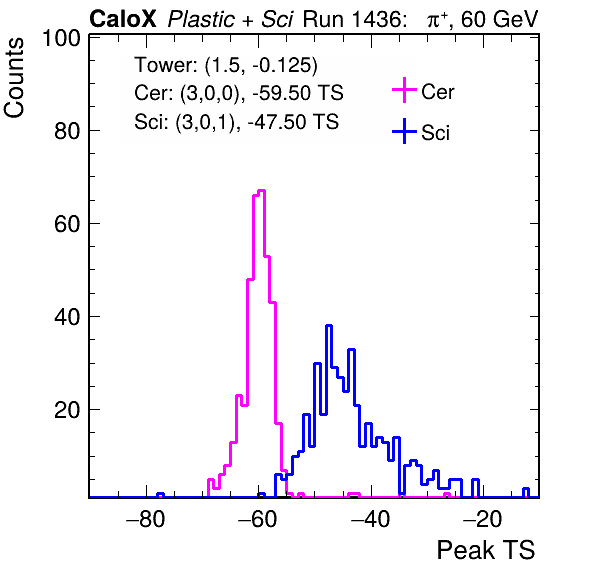 CaloX Plastic + Sci Run 1436: π⁺, 60 GeV
Counts
100
80
60
40
20
Tower: (1.5, -0.125)
Cer: (3,0,0), -59.50 TS
Sci: (3,0,1), -47.50 TS
Cer
Sci
−80 −60 −40 −20
Peak TS